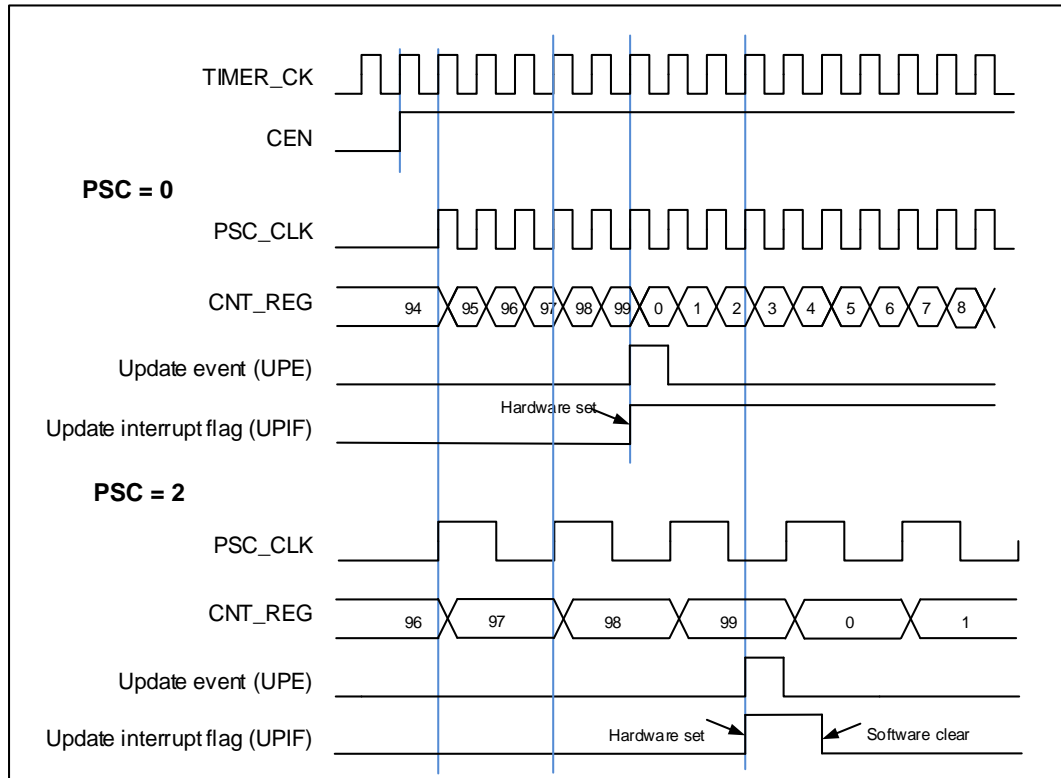 TIMER_CK
CEN
PSC = 0
PSC_CLK
CNT_REG 94 95 96 97 98 99 0 1 2 3 4 5 6 7 8
Update event (UPE)
Hardware set
Update interrupt flag (UPIF)
PSC = 2
PSC_CLK
CNT_REG 96 97 98 99 0 1
Update event (UPE)
Update interrupt flag (UPIF) Hardware set Software clear